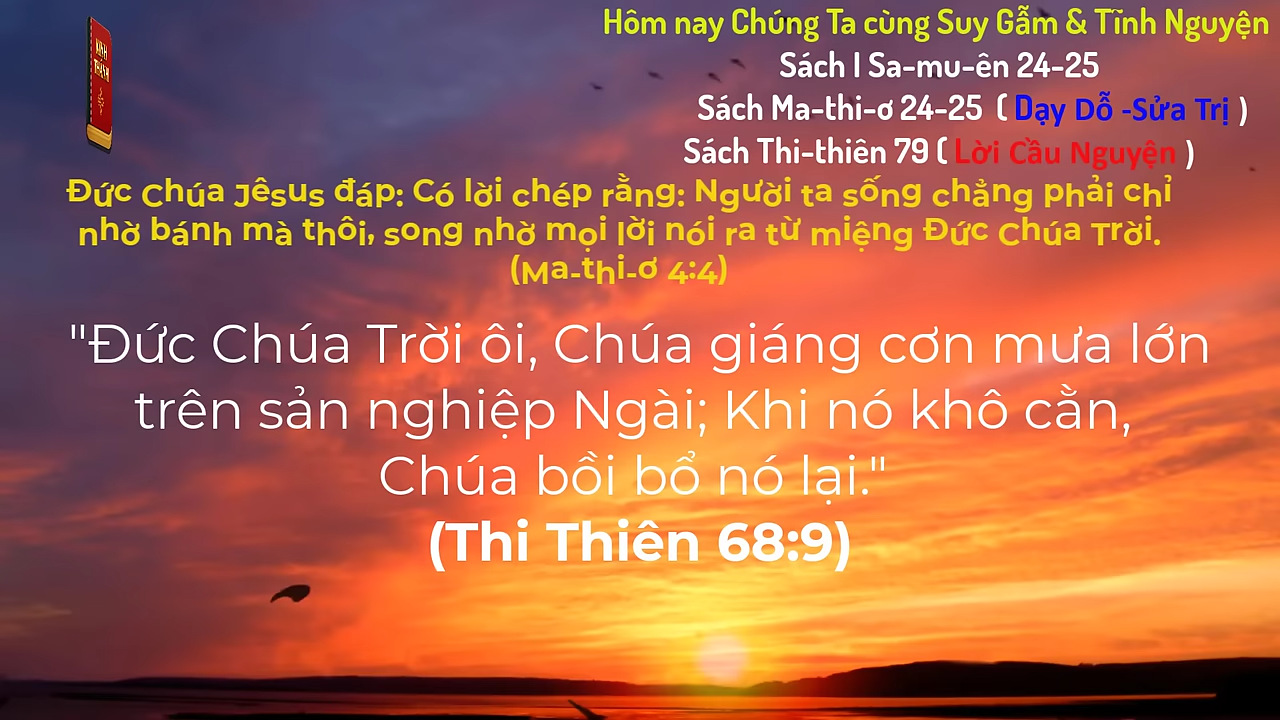 KINH
THÁNH
Hôm nay Chúng Ta cùng Suy Gẫm & Tĩnh Nguyện
Sách I Sa-mu-ên 24-25
Sách Ma-thi-ơ 24-25 ( Dạy Dỗ -Sửa Trị )
Sách Thi-thiên 79 ( Lời Cầu Nguyện )
Đức Chúa Jêsus đáp: Có lời chép rằng: Người ta sống chẳng phải chỉ
nhờ bánh mà thôi, song nhờ mọi lời nói ra từ miệng Đức Chúa Trời.
(Ma-thi-ơ 4:4)
"Đức Chúa Trời ôi, Chúa giáng cơn mưa lớn
trên sản nghiệp Ngài; Khi nó khô cằn,
Chúa bồi bổ nó lại."
(Thi Thiên 68:9)